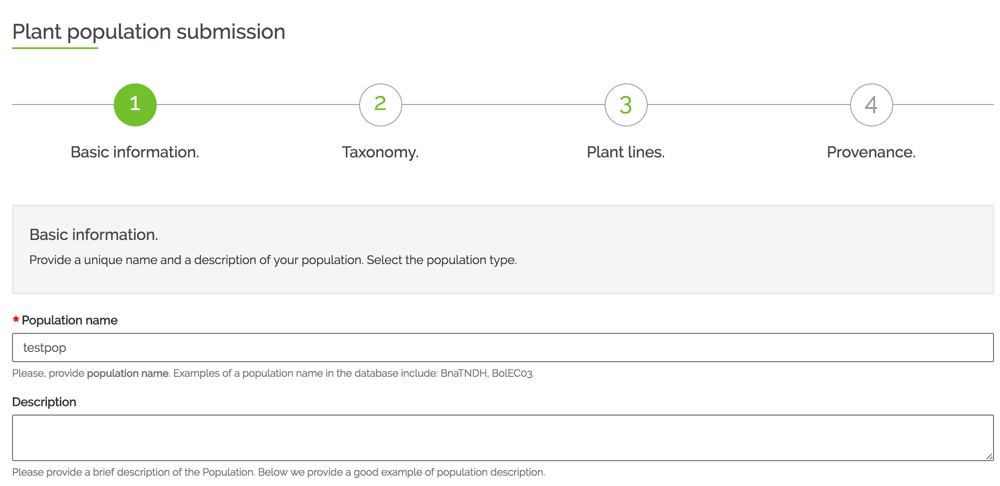 Plant population submission
1 2 3 4
Basic information. Taxonomy. Plant lines. Provenance.
Basic information.
Provide a unique name and a description of your population. Select the population type.
* Population name
testpop
Please, provide population name. Examples of a population name in the database include: BnaTNDH, BolEC03.
Description
Please provide a brief description of the Population. Below we provide a good example of population description.